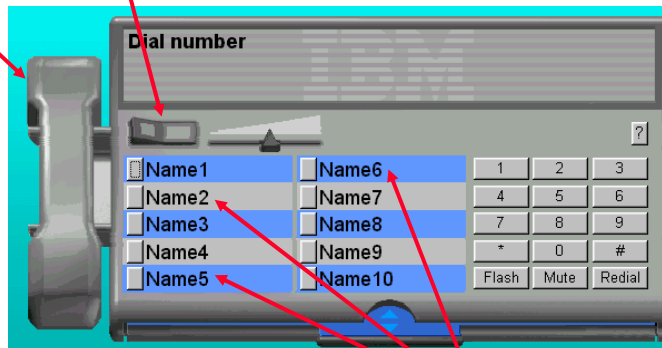 Dial number
IBM
?
Name1 Name6 1 2 3
Name2 Name7 4 5 6
Name3 Name8 7 8 9
Name4 Name9 * 0 #
Name5 Name10 Flash Mute Redial